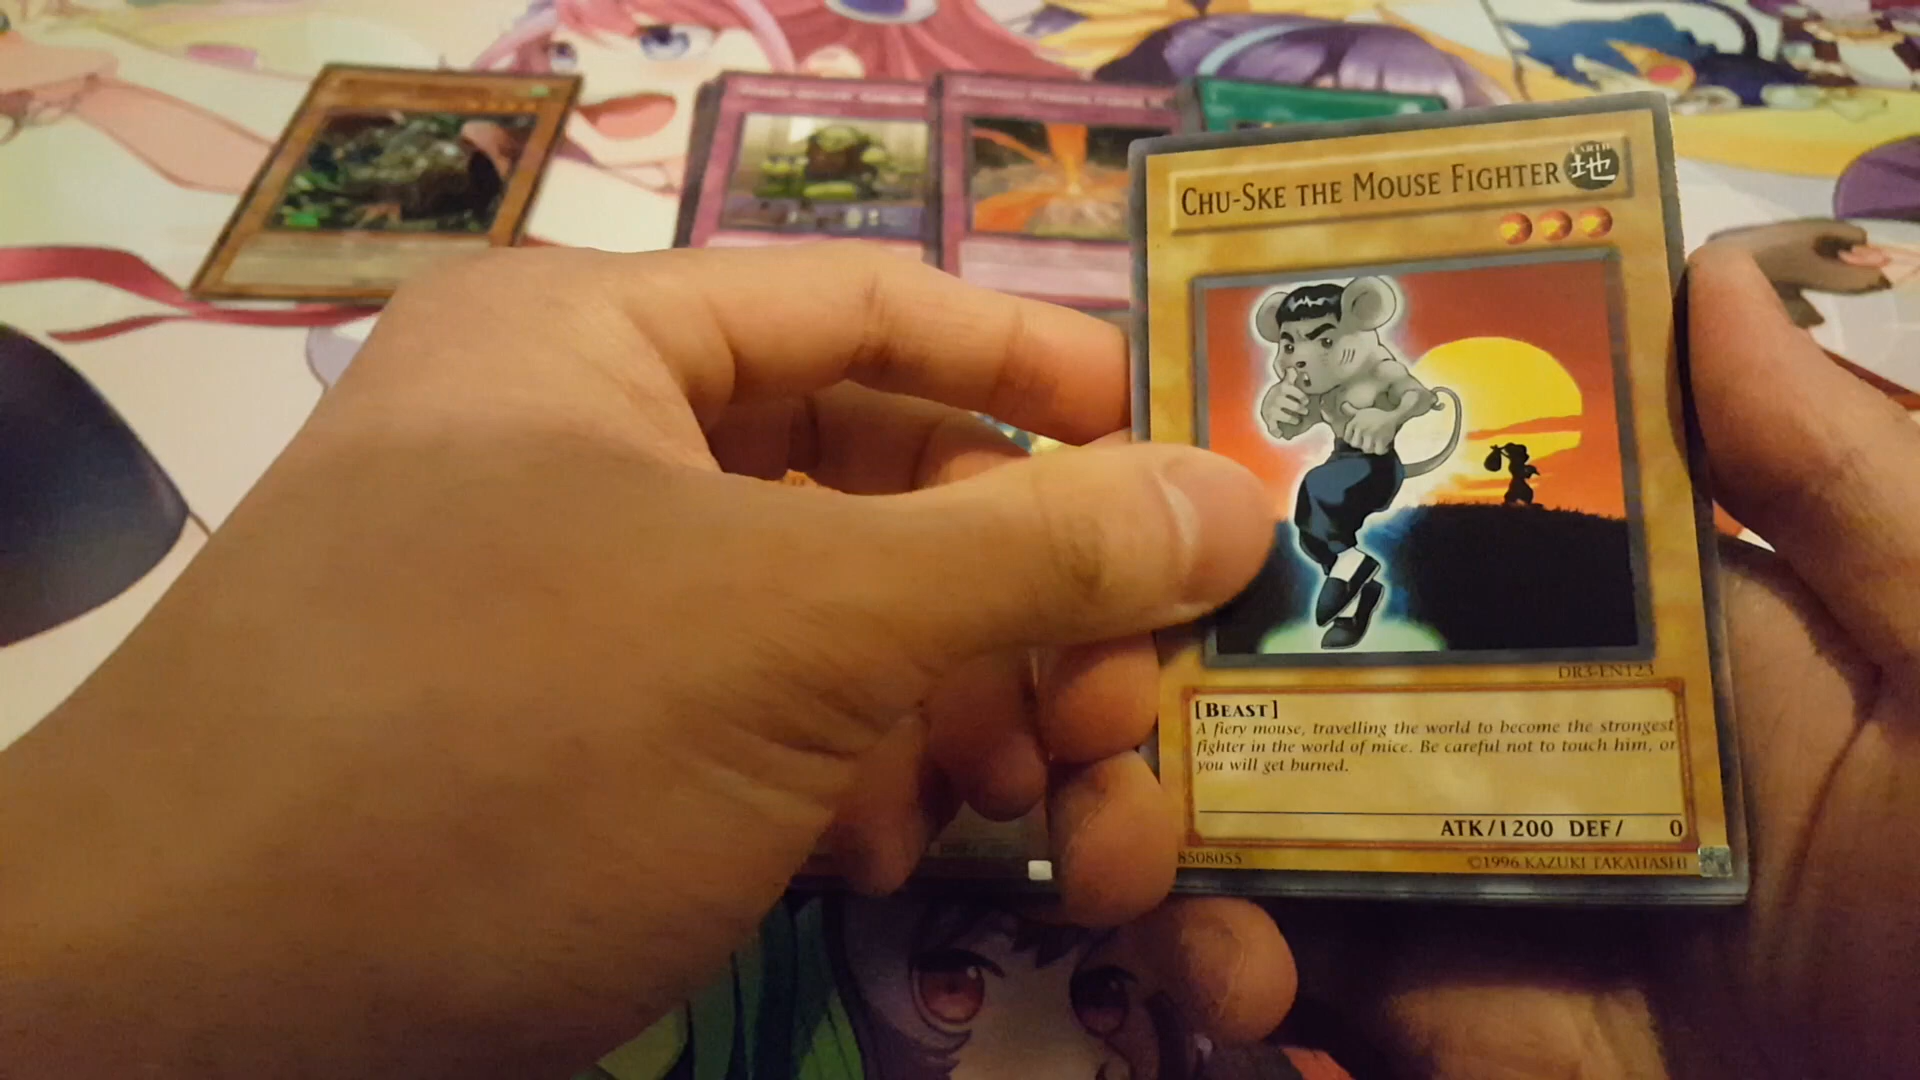 CHU-SKE THE MOUSE FIGHTER
EARTH
地
DR3-EN123
[BEAST]
A fiery mouse, travelling the world to become the strongest
fighter in the world of mice. Be careful not to touch him, or
you will get burned.
ATK/1200 DEF/ 0
8508055
©1996 KAZUKI TAKAHASHI